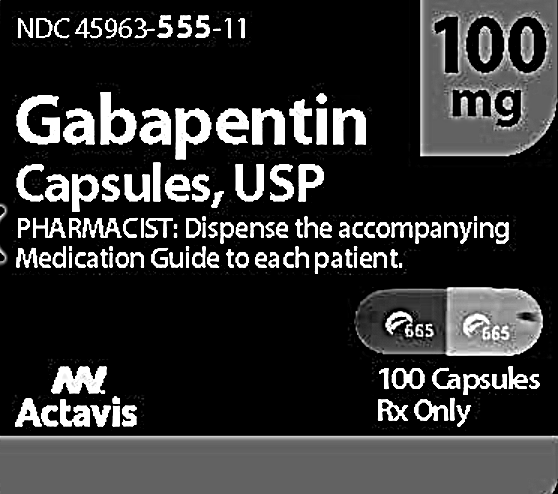 NDC 45963-555-11
100
mg
Gabapentin
Capsules, USP
PHARMACIST: Dispense the accompanying
Medication Guide to each patient.
665 665
100 Capsules
Rx Only
Actavis